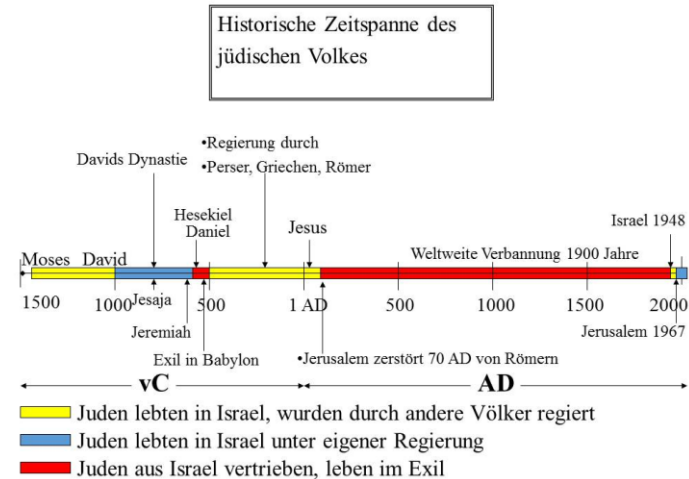 Historische Zeitspanne des
jüdischen Volkes
•Regierung durch
•Perser, Griechen, Römer
Davids Dynastie
Hesekiel
Daniel
Jesus
Israel 1948
Moses David
Weltweite Verbannung 1900 Jahre
1500 1000 500 1 AD 500 1000 1500 2000
Jesaja
Jeremiah
Jerusalem 1967
Exil in Babylon
•Jerusalem zerstört 70 AD von Römern
vC AD
Juden lebten in Israel, wurden durch andere Völker regiert
Juden lebten in Israel unter eigener Regierung
Juden aus Israel vertrieben, leben im Exil